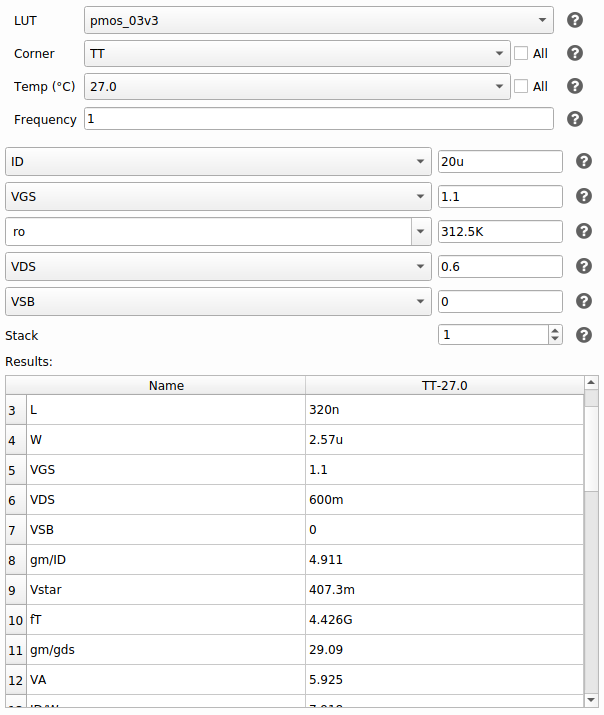 LUT pmos_03v3 ?
Corner TT All ?
Temp (°C) 27.0 All ?
Frequency 1 ?
ID 20u ?
VGS 1.1 ?
ro 312.5K ?
VDS 0.6 ?
VSB 0 ?
Stack 1 ?
Results:
Name TT-27.0
3 L 320n
4 W 2.57u
5 VGS 1.1
6 VDS 600m
7 VSB 0
8 gm/ID 4.911
9 Vstar 407.3m
10 fT 4.426G
11 gm/gds 29.09
12 VA 5.925